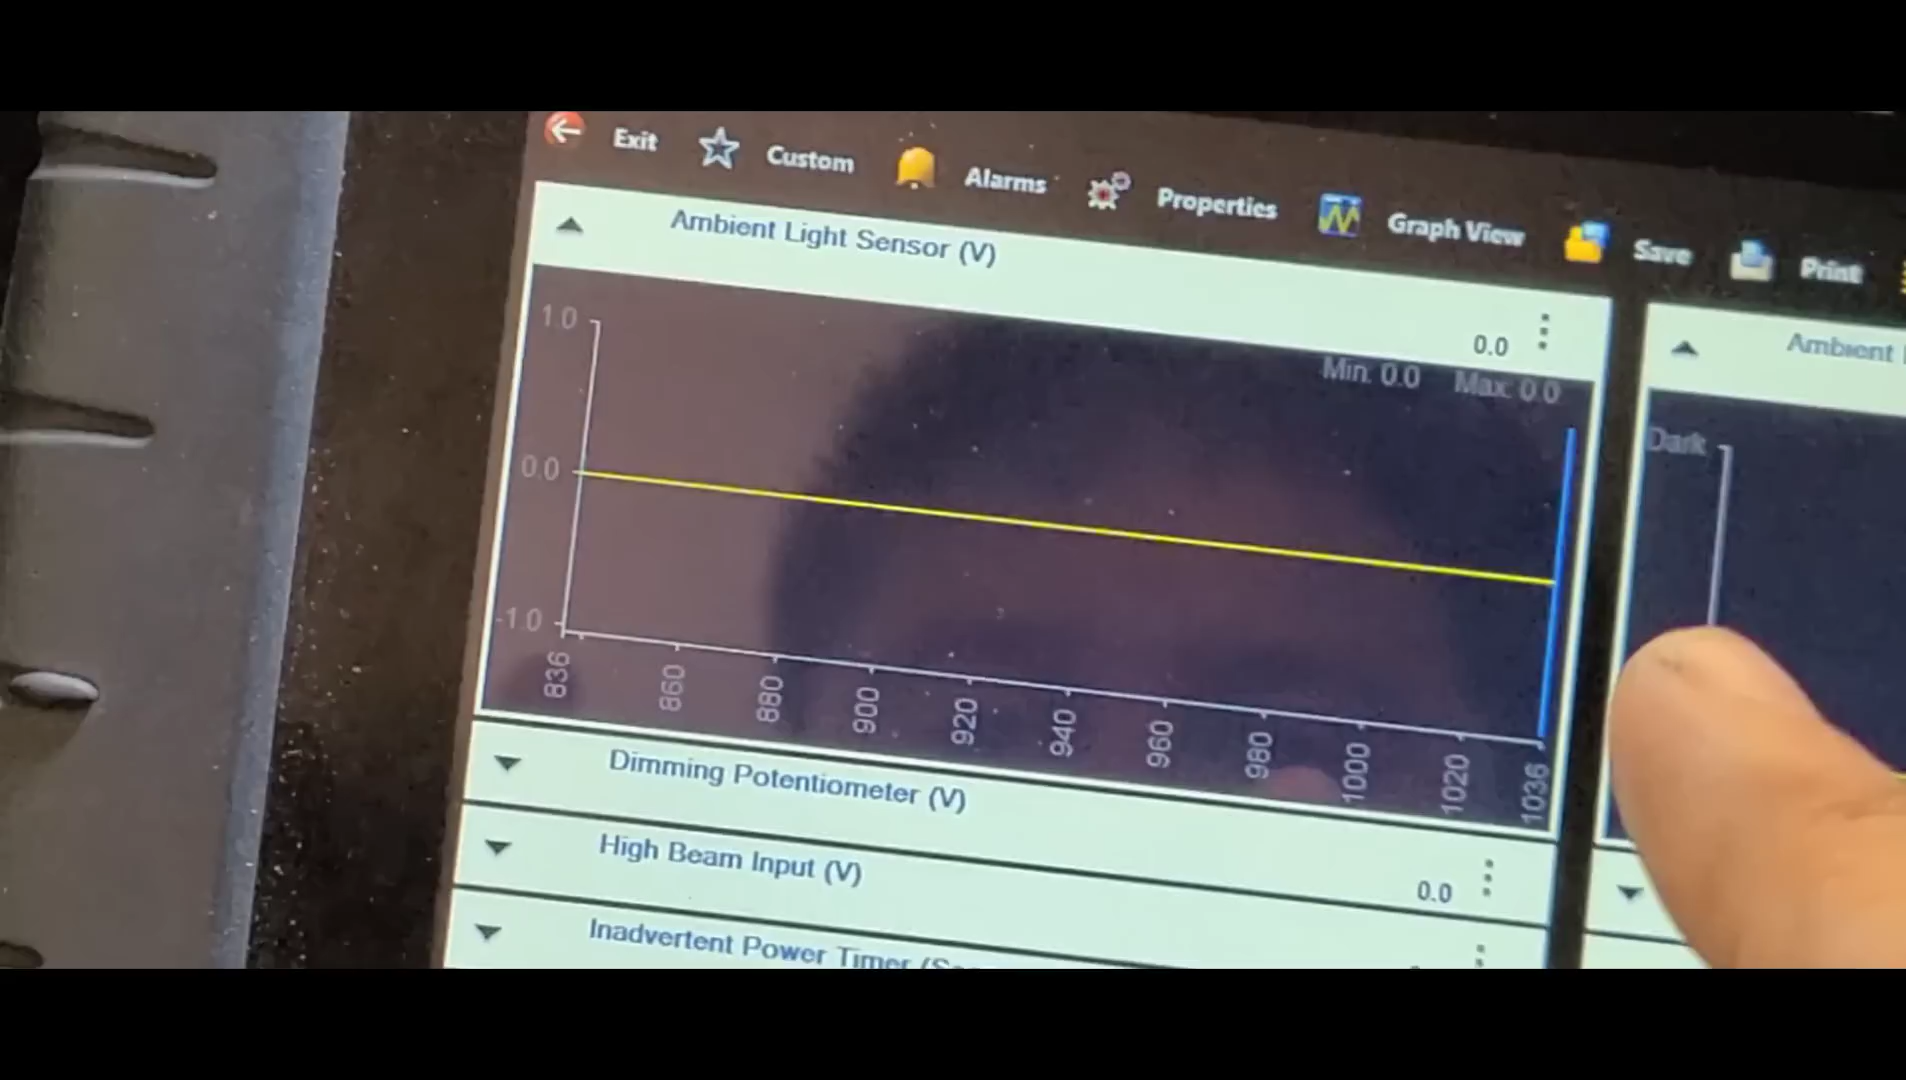 Exit Custom Alarms Properties Graph View Save Print
Ambient Light Sensor (V)
0.0
Min. 0.0 Max. 0.0
1.0
0.0
-1.0
836 860 880 900 920 940 960 980 1000 1020 1036
Dimming Potentiometer (V)
High Beam Input (V)
0.0
Inadvertent Power Timer
Ambient
Dark